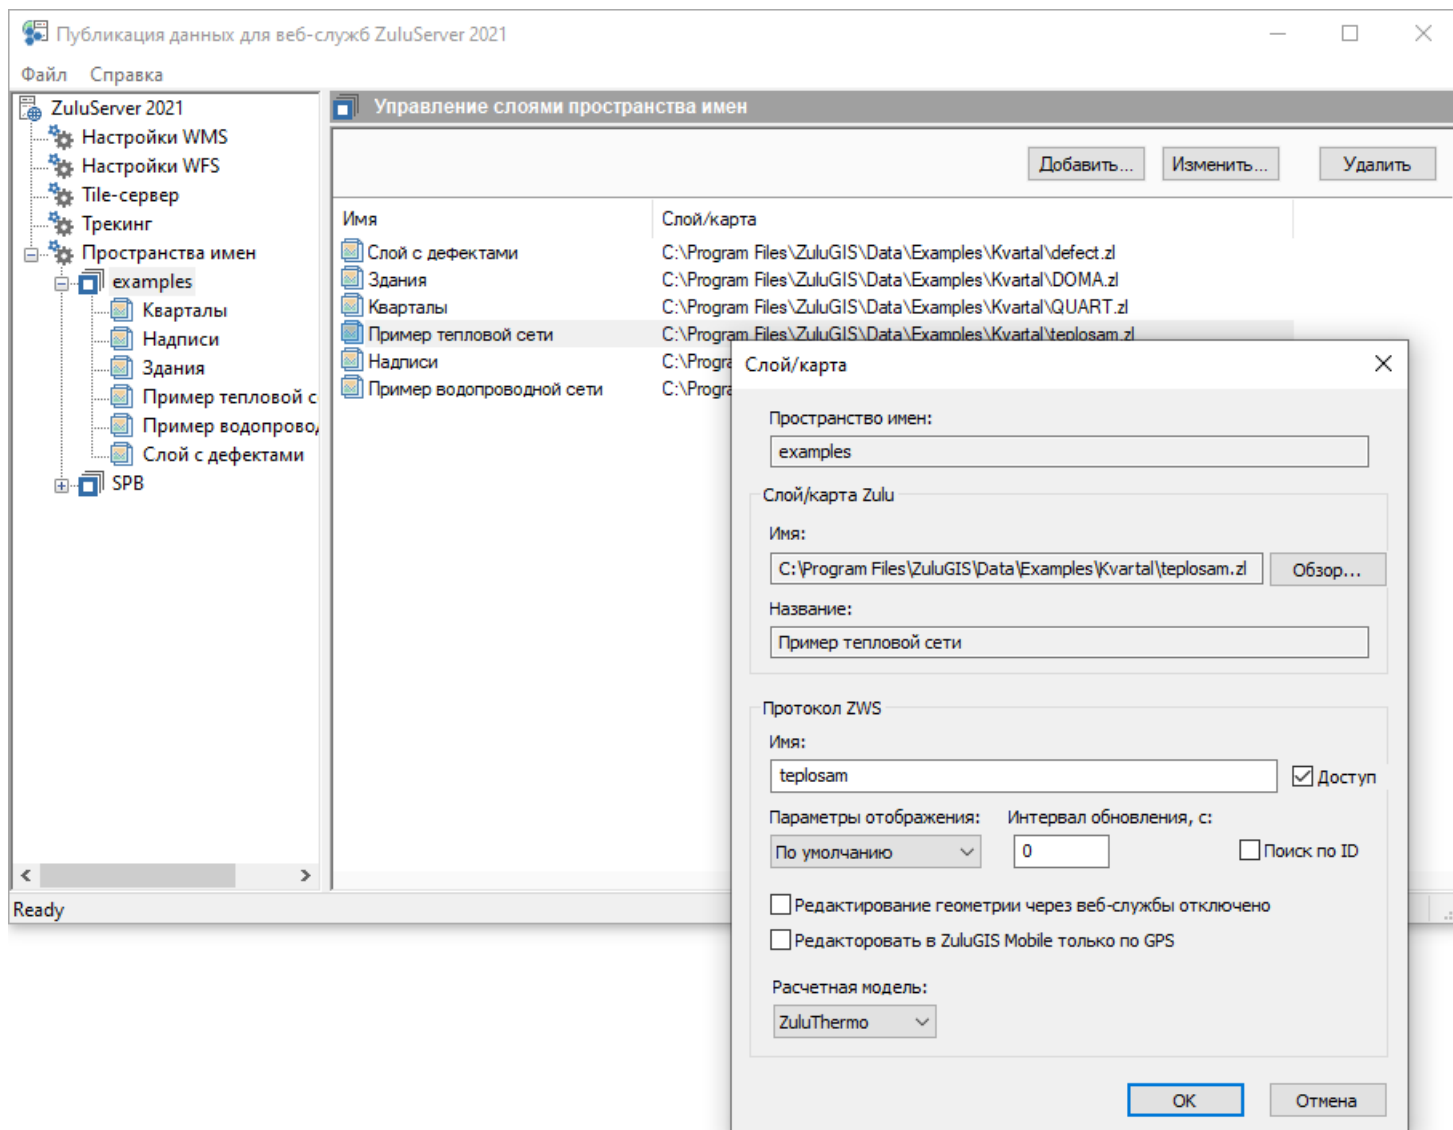 Публикация данных для веб-служб ZuluServer 2021
Файл Справка
ZuluServer 2021
Настройки WMS
Настройки WFS
Tile-сервер
Трекинг
Пространства имен
examples
Кварталы
Надписи
Здания
Пример тепловой с
Пример водопрово
Слой с дефектами
SPB
Управление слоями пространства имен
Добавить... Изменить... Удалить
Имя Слой/карта
Слой с дефектами C:\Program Files\ZuluGIS\Data\Examples\Kvartal\defect.zl
Здания C:\Program Files\ZuluGIS\Data\Examples\Kvartal\DOMA.zl
Кварталы C:\Program Files\ZuluGIS\Data\Examples\Kvartal\QUART.zl
Пример тепловой сети C:\Program Files\ZuluGIS\Data\Examples\Kvartal\teplosam.zl
Надписи C:\Progra
Пример водопроводной сети C:\Progra
Ready
Слой/карта
Пространство имен:
examples
Слой/карта Zulu
Имя:
C:\Program Files\ZuluGIS\Data\Examples\Kvartal\teplosam.zl Обзор...
Название:
Пример тепловой сети
Протокол ZWS
Имя:
teplosam Доступ
Параметры отображения: Интервал обновления, с:
По умолчанию 0 Поиск по ID
Редактирование геометрии через веб-службы отключено
Редакторовать в ZuluGIS Mobile только по GPS
Расчетная модель:
ZuluThermo
OK Отмена